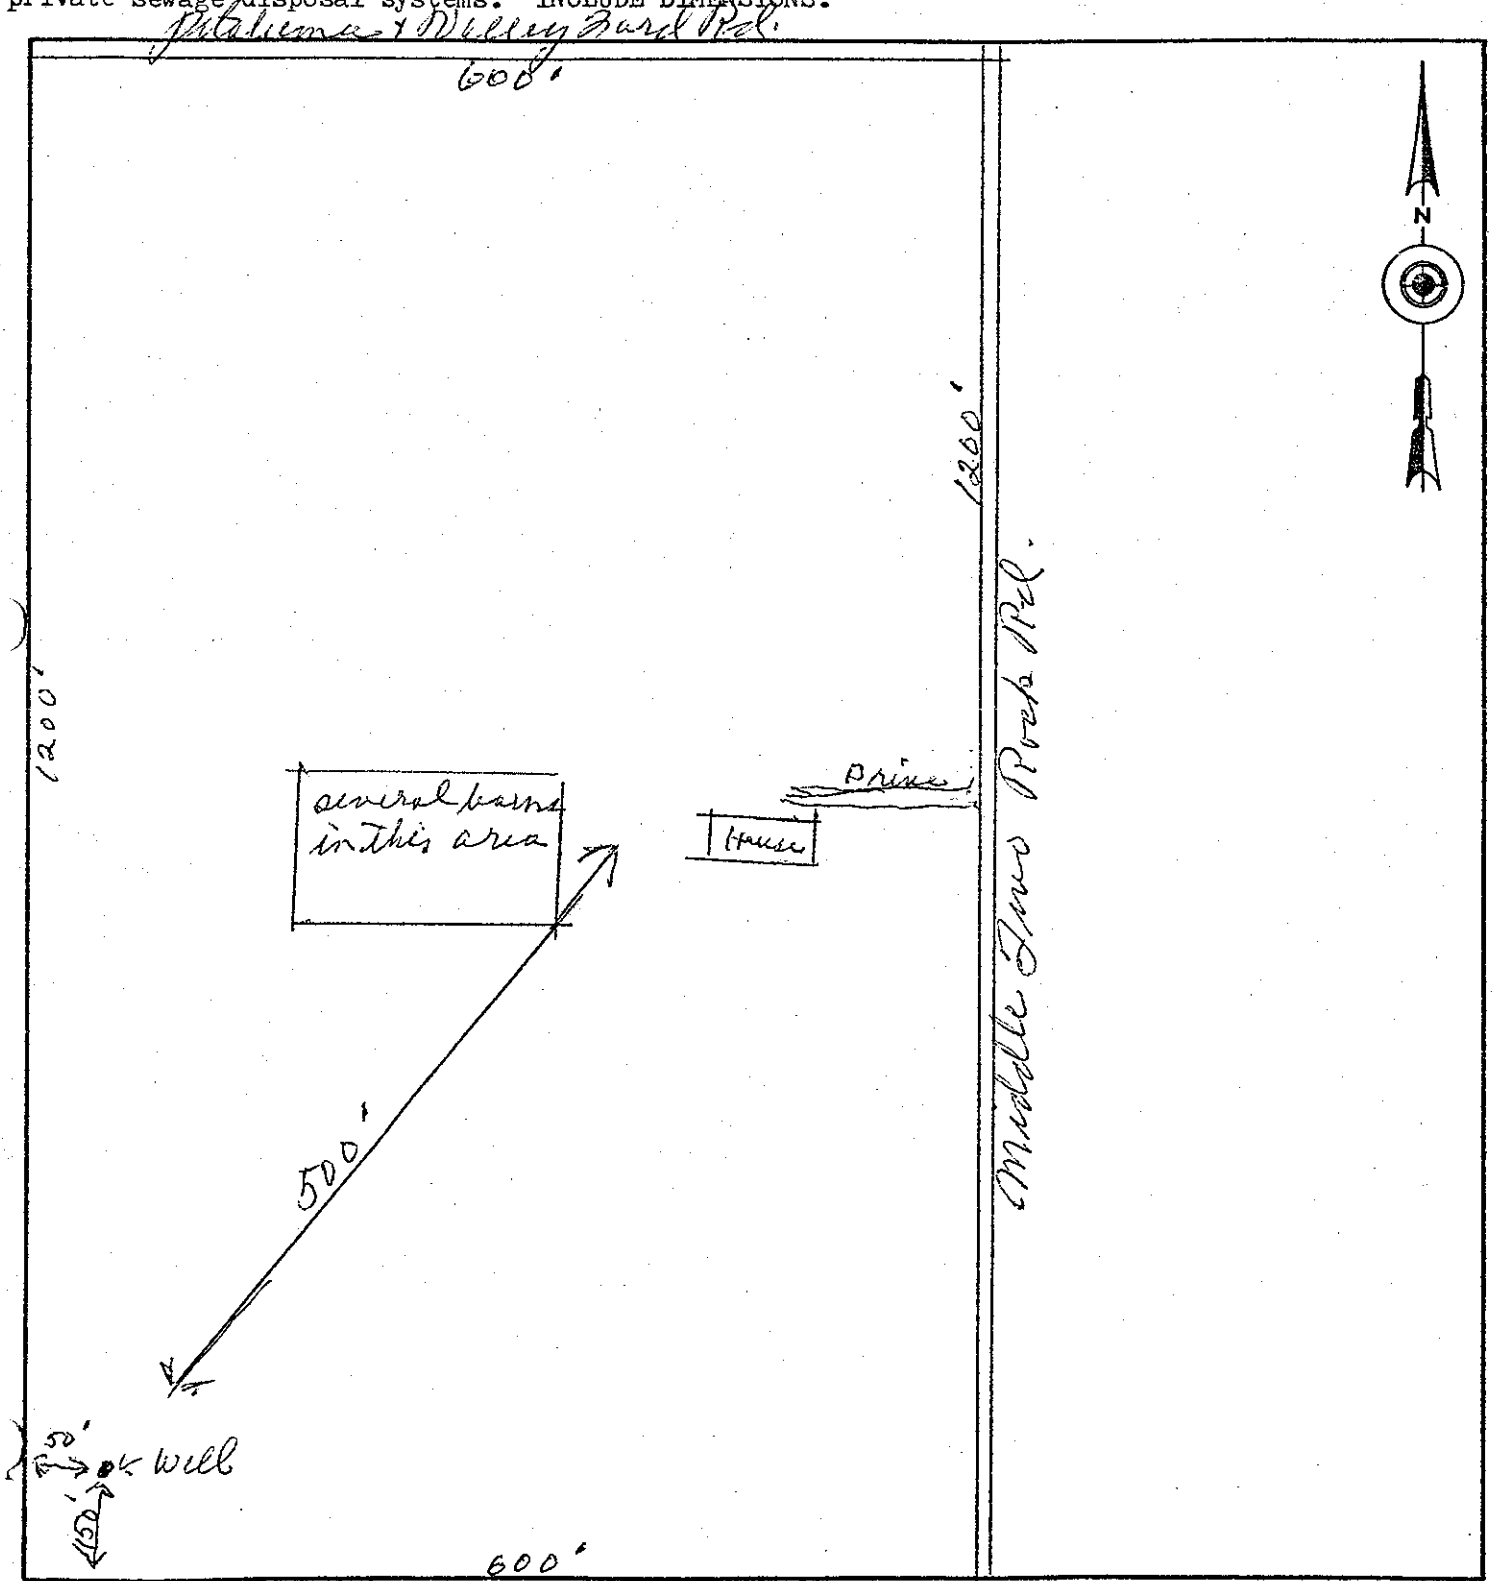 private sewage disposal systems. INCLUDE DIMENSIONS.
& Valley Ford Rd.
600'
N
1200'
Middle Two Rock Rd.
1200'
Drive
several barns
in this area
House
500'
50'
Well
150'
600'